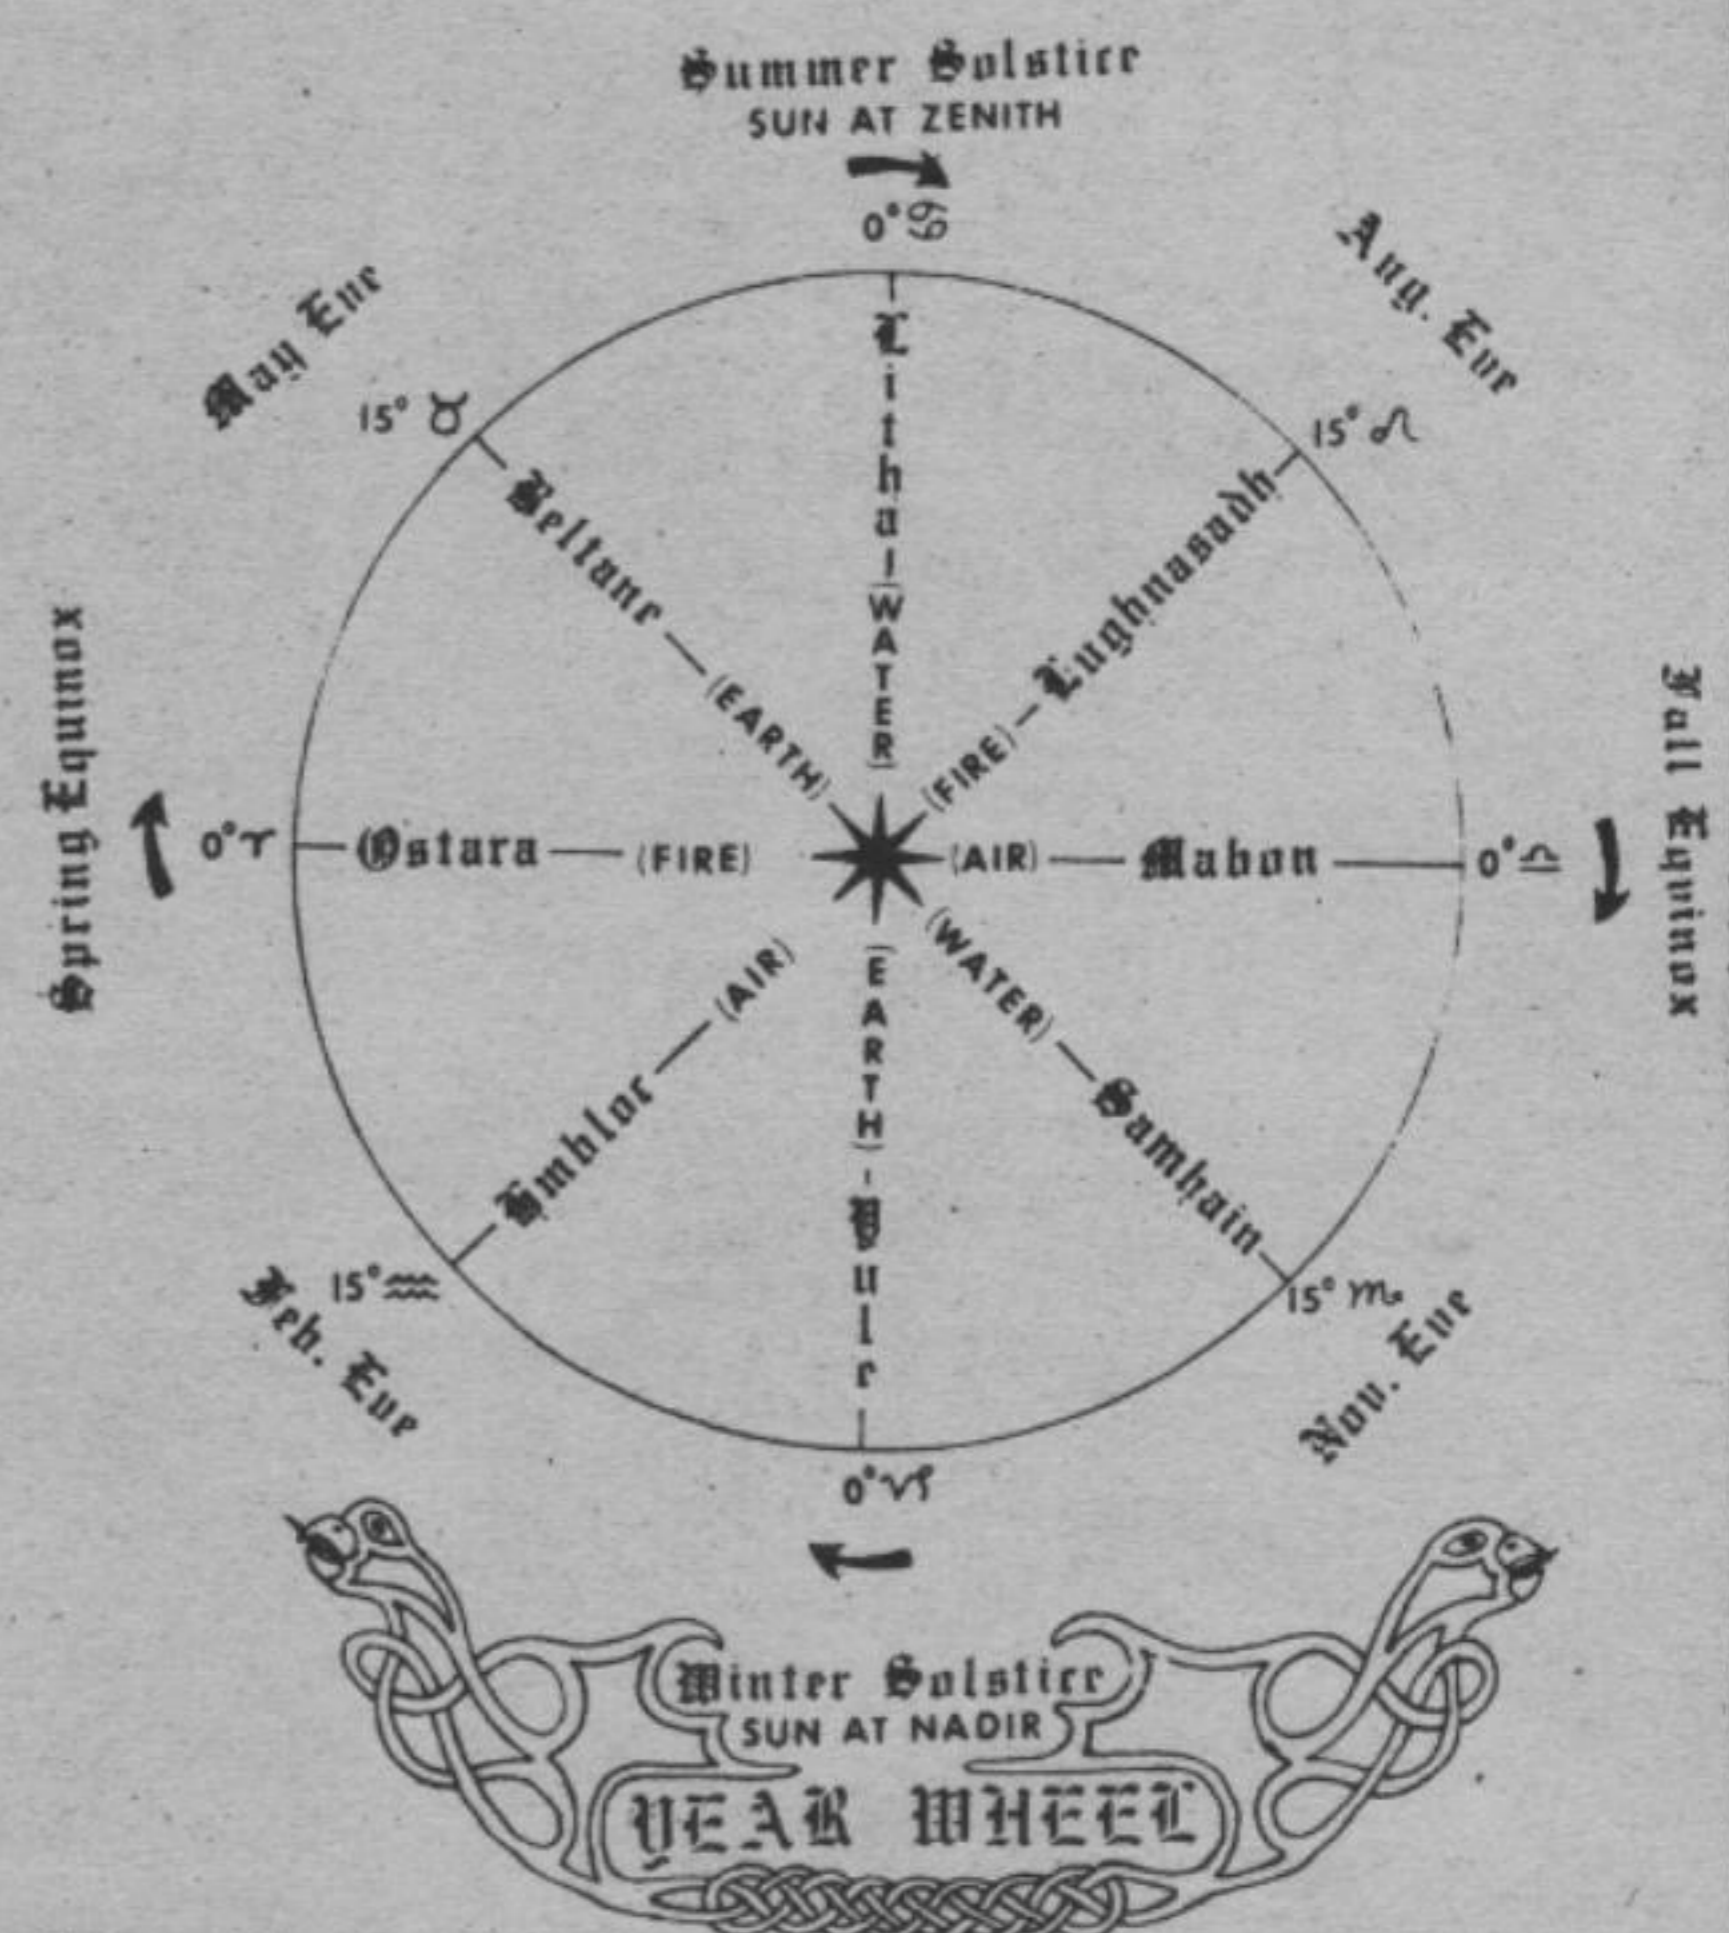 Summer Solstice
SUN AT ZENITH
0°♋
May Eve
Aug. Eve
15° ♉
15° ♌
Litha (WATER)
Beltane (EARTH)
(FIRE) Lughnasadh
Spring Equinox
0°♈
Ostara (FIRE)
(AIR) Mabon
0°♎
Fall Equinox
Imbloc (AIR)
(EARTH) Yule
(WATER) Samhain
15°♒
15° ♏
Feb. Eve
Nov. Eve
0°♑
Winter Solstice
SUN AT NADIR
YEAR WHEEL